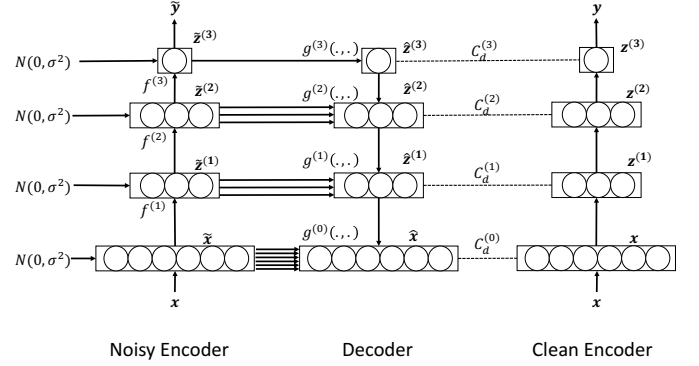 ỹ y
z̃⁽³⁾ g⁽³⁾(.,.) ẑ⁽³⁾ C_d⁽³⁾ z⁽³⁾
N(0, σ²)
f⁽³⁾ z̃⁽²⁾ g⁽²⁾(.,.) ẑ⁽²⁾ C_d⁽²⁾ z⁽²⁾
N(0, σ²)
f⁽²⁾ z̃⁽¹⁾ g⁽¹⁾(.,.) ẑ⁽¹⁾ C_d⁽¹⁾ z⁽¹⁾
N(0, σ²)
f⁽¹⁾ x̃ g⁽⁰⁾(.,.) x̂ C_d⁽⁰⁾ x
N(0, σ²)
x x
Noisy Encoder Decoder Clean Encoder